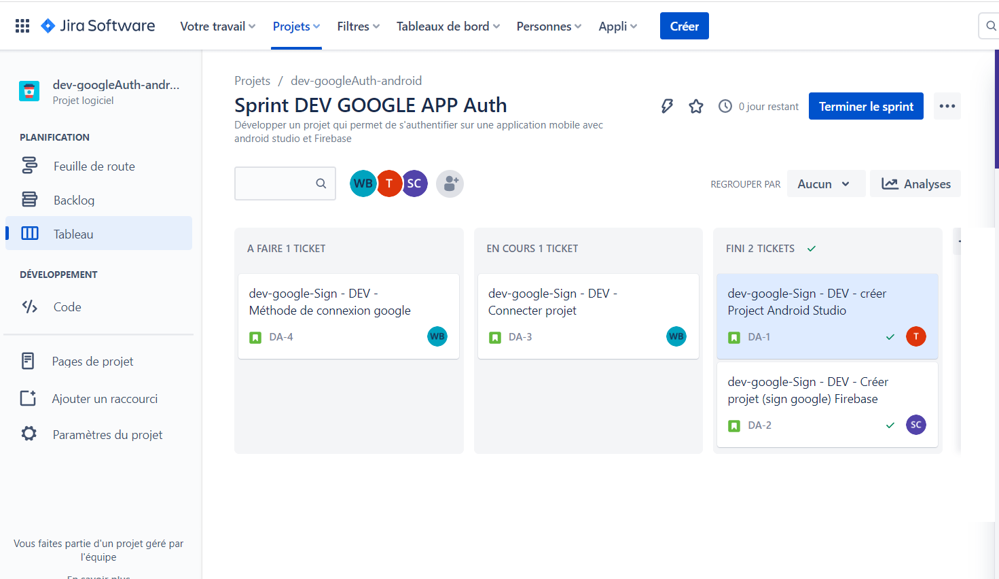 Jira Software
Votre travail
Projets
Filtres
Tableaux de bord
Personnes
Appli
Créer
dev-googleAuth-andr...
Projet logiciel
PLANIFICATION
Feuille de route
Backlog
Tableau
DÉVELOPPEMENT
Code
Pages de projet
Ajouter un raccourci
Paramètres du projet
Vous faites partie d'un projet géré par
l'équipe
En savoir plus
Projets / dev-googleAuth-android
Sprint DEV GOOGLE APP Auth
0 jour restant
Terminer le sprint
Développer un projet qui permet de s'authentifier sur une application mobile avec
android studio et Firebase
WB T SC
REGROUPER PAR
Aucun
Analyses
A FAIRE 1 TICKET
dev-google-Sign - DEV -
Méthode de connexion google
DA-4
WB
EN COURS 1 TICKET
dev-google-Sign - DEV -
Connecter projet
DA-3
WB
FINI 2 TICKETS
dev-google-Sign - DEV - créer
Project Android Studio
DA-1
T
dev-google-Sign - DEV - Créer
projet (sign google) Firebase
DA-2
SC